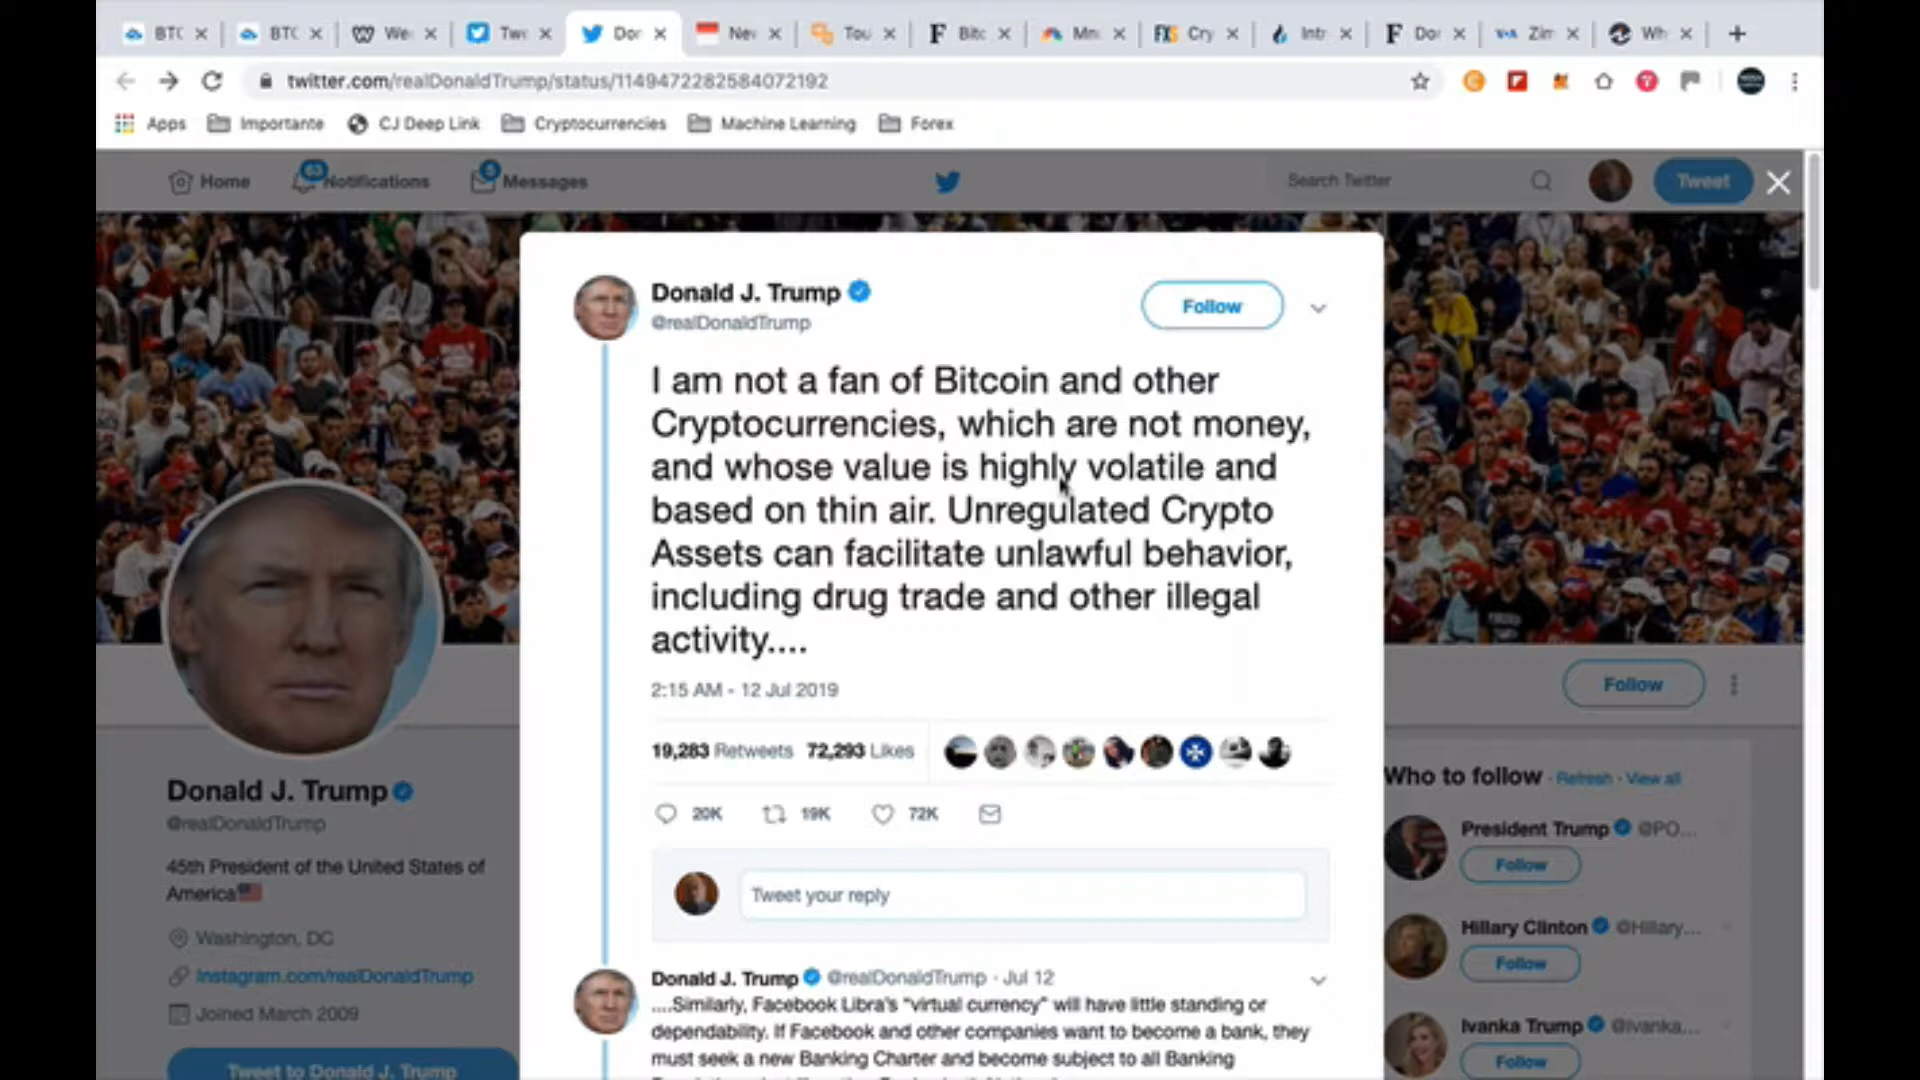 BTC
BTC
We
Twe
Don
Nev
Tou
Bitc
Mn
Cry
Intr
Zim
Wh
twitter.com/realDonaldTrump/status/1149472282584072192
Apps
Importante
CJ Deep Link
Cryptocurrencies
Machine Learning
Forex
Home
63
Notifications
Messages
Search Twitter
Tweet
Donald J. Trump
@realDonaldTrump
Follow
I am not a fan of Bitcoin and other
Cryptocurrencies, which are not money,
and whose value is highly volatile and
based on thin air. Unregulated Crypto
Assets can facilitate unlawful behavior,
including drug trade and other illegal
activity....
2:15 AM - 12 Jul 2019
19,283 Retweets 72,293 Likes
20K
19K
72K
Tweet your reply
Donald J. Trump @realDonaldTrump · Jul 12
....Similarly, Facebook Libra's "virtual currency" will have little standing or
dependability. If Facebook and other companies want to become a bank, they
must seek a new Banking Charter and become subject to all Banking
Donald J. Trump
@realDonaldTrump
45th President of the United States of
America
Washington, DC
Instagram.com/realDonaldTrump
Joined March 2009
Tweet to Donald J. Trump
Follow
Who to follow · Refresh · View all
President Trump @PO...
Follow
Hillary Clinton @Hillary...
Follow
Ivanka Trump @Ivanka...
Follow